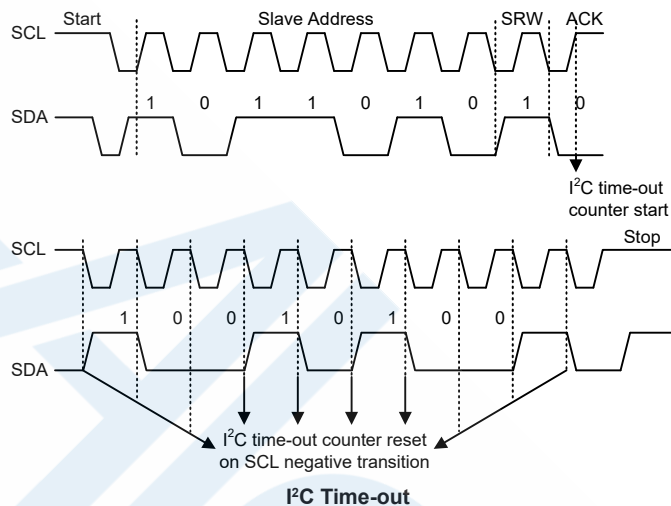 Start Slave Address SRW ACK
SCL
1 0 1 1 0 1 0 1 0
SDA
I²C time-out
counter start
Stop
SCL
1 0 0 1 0 1 0 0
SDA
I²C time-out counter reset
on SCL negative transition
I²C Time-out